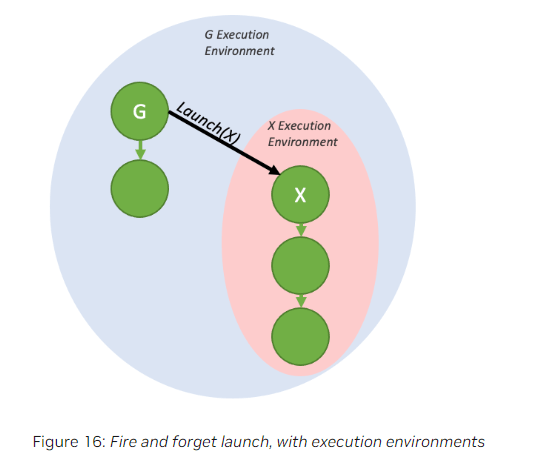 G Execution
Environment
G
Launch(X)
X Execution
Environment
X
Figure 16: Fire and forget launch, with execution environments